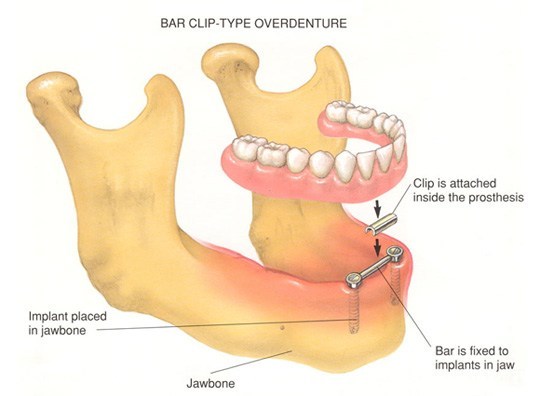 BAR CLIP-TYPE OVERDENTURE
Clip is attached
inside the prosthesis
Implant placed
in jawbone
Bar is fixed to
implants in jaw
Jawbone